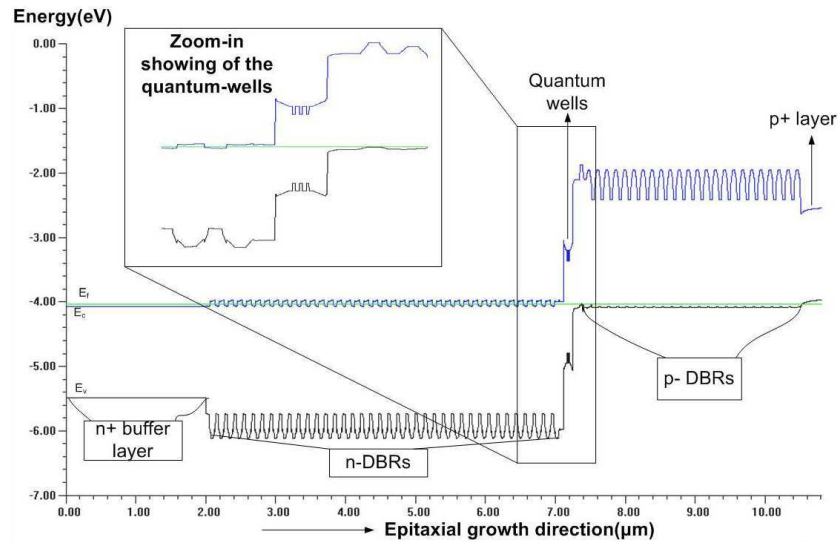 Energy(eV)
Zoom-in
showing of the
quantum-wells
Quantum
wells
p+ layer
0.00
-1.00
-2.00
-3.00
-4.00
-5.00
-6.00
-7.00
E_f
E_c
E_v
n+ buffer
layer
n-DBRs
p- DBRs
0.00 1.00 2.00 3.00 4.00 5.00 6.00 7.00 8.00 9.00 10.00
Epitaxial growth direction(μm)